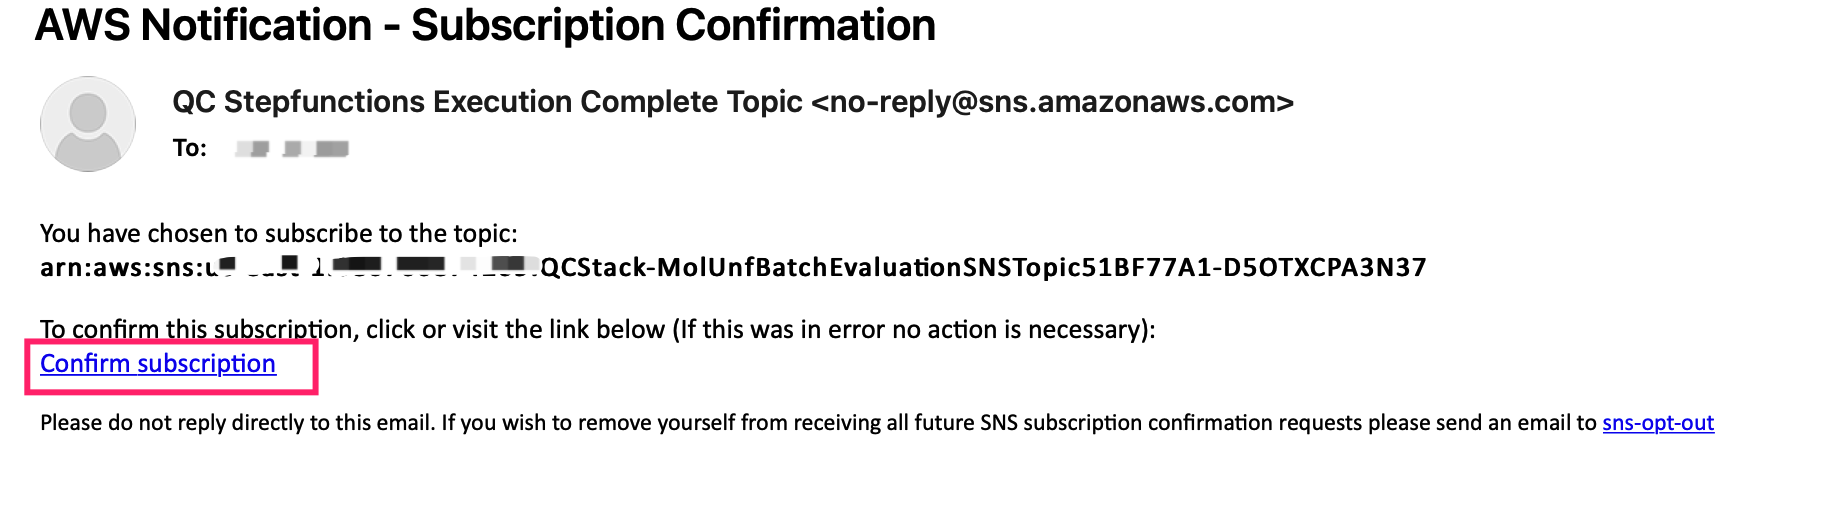 AWS Notification - Subscription Confirmation
QC Stepfunctions Execution Complete Topic <no-reply@sns.amazonaws.com>
To:
You have chosen to subscribe to the topic:
arn:aws:sns: QCStack-MolUnfBatchEvaluationSNSTopic51BF77A1-D5OTXCPA3N37
To confirm this subscription, click or visit the link below (If this was in error no action is necessary):
Confirm subscription
Please do not reply directly to this email. If you wish to remove yourself from receiving all future SNS subscription confirmation requests please send an email to sns-opt-out